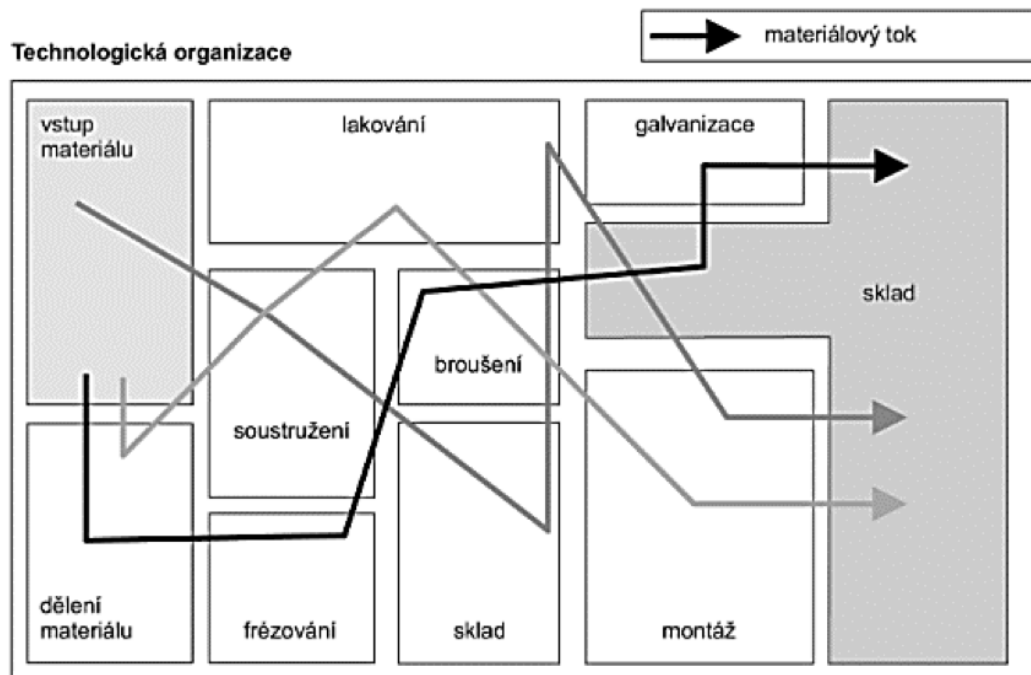 materiálový tok
Technologická organizace
vstup
materiálu
lakování
galvanizace
sklad
broušení
soustružení
dělení
materiálu
frézování
sklad
montáž